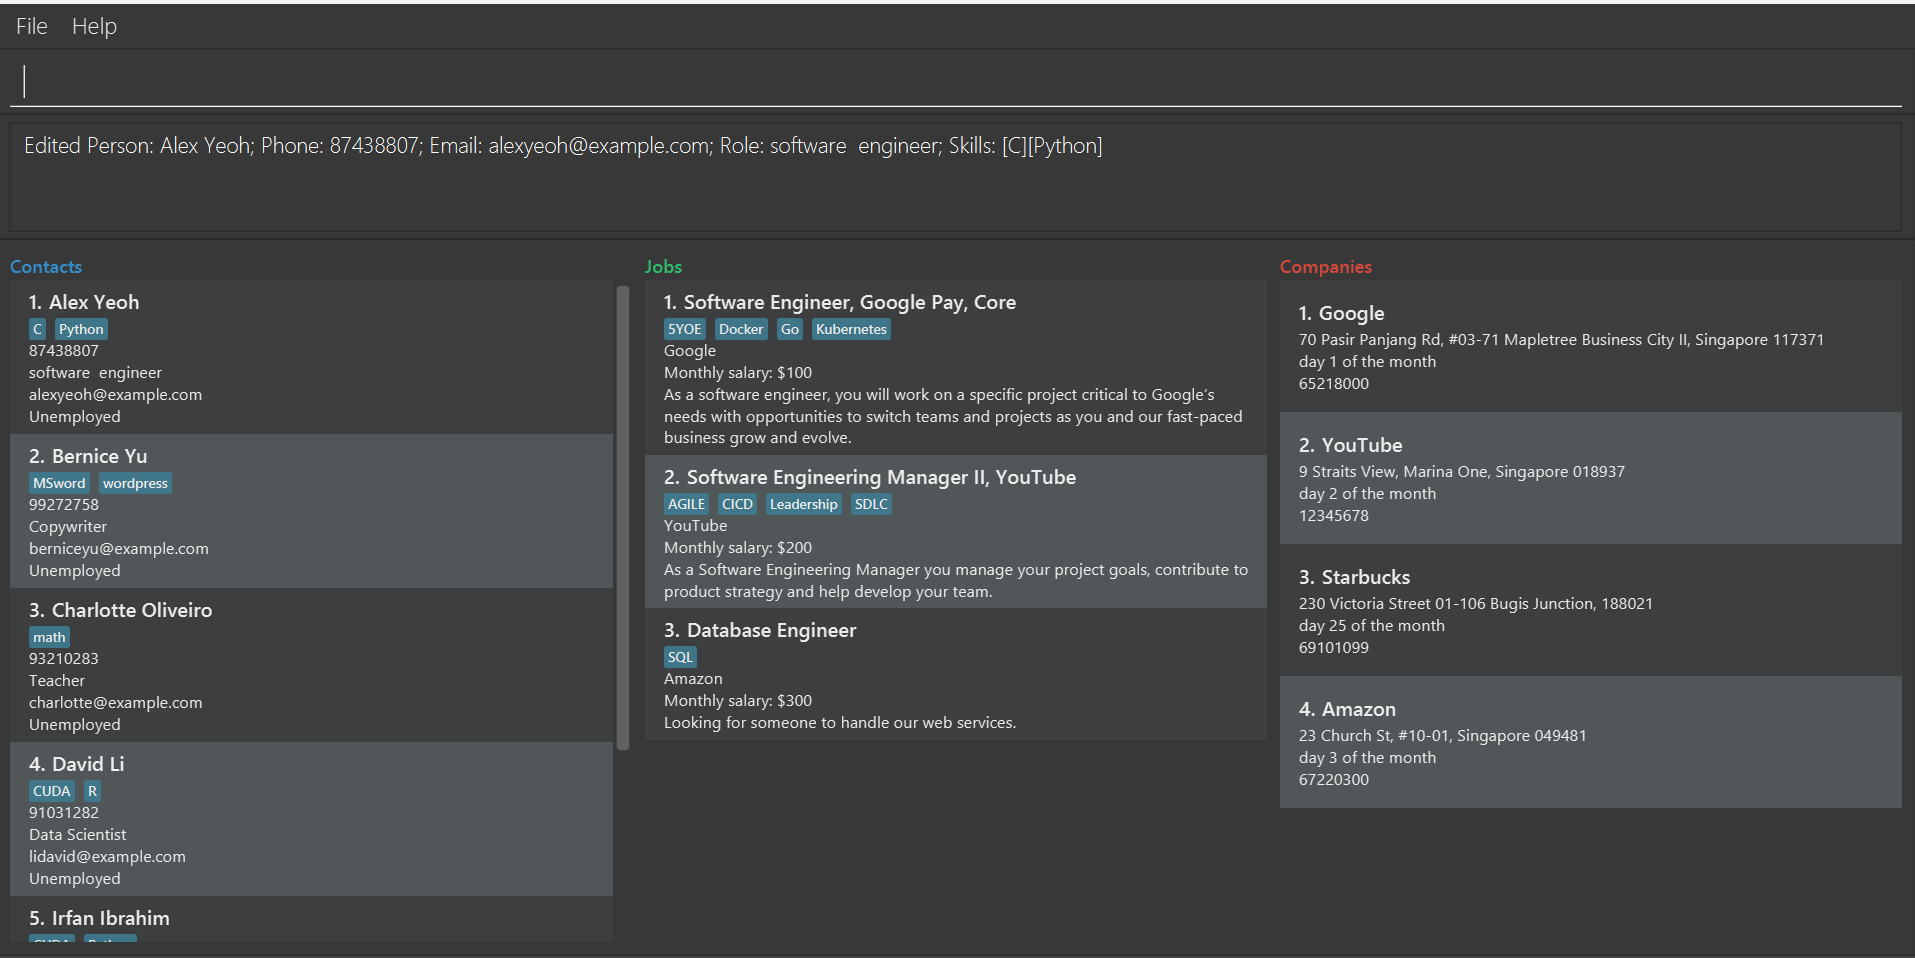 File Help
Edited Person: Alex Yeoh; Phone: 87438807; Email: alexyeoh@example.com; Role: software  engineer; Skills: [C][Python]
Contacts
1. Alex Yeoh
C Python
87438807
software  engineer
alexyeoh@example.com
Unemployed
2. Bernice Yu
MSword wordpress
99272758
Copywriter
berniceyu@example.com
Unemployed
3. Charlotte Oliveiro
math
93210283
Teacher
charlotte@example.com
Unemployed
4. David Li
CUDA R
91031282
Data Scientist
lidavid@example.com
Unemployed
5. Irfan Ibrahim
CUDA Python
Jobs
1. Software Engineer, Google Pay, Core
5YOE Docker Go Kubernetes
Google
Monthly salary: $100
As a software engineer, you will work on a specific project critical to Google’s
needs with opportunities to switch teams and projects as you and our fast-paced
business grow and evolve.
2. Software Engineering Manager II, YouTube
AGILE CICD Leadership SDLC
YouTube
Monthly salary: $200
As a Software Engineering Manager you manage your project goals, contribute to
product strategy and help develop your team.
3. Database Engineer
SQL
Amazon
Monthly salary: $300
Looking for someone to handle our web services.
Companies
1. Google
70 Pasir Panjang Rd, #03-71 Mapletree Business City II, Singapore 117371
day 1 of the month
65218000
2. YouTube
9 Straits View, Marina One, Singapore 018937
day 2 of the month
12345678
3. Starbucks
230 Victoria Street 01-106 Bugis Junction, 188021
day 25 of the month
69101099
4. Amazon
23 Church St, #10-01, Singapore 049481
day 3 of the month
67220300